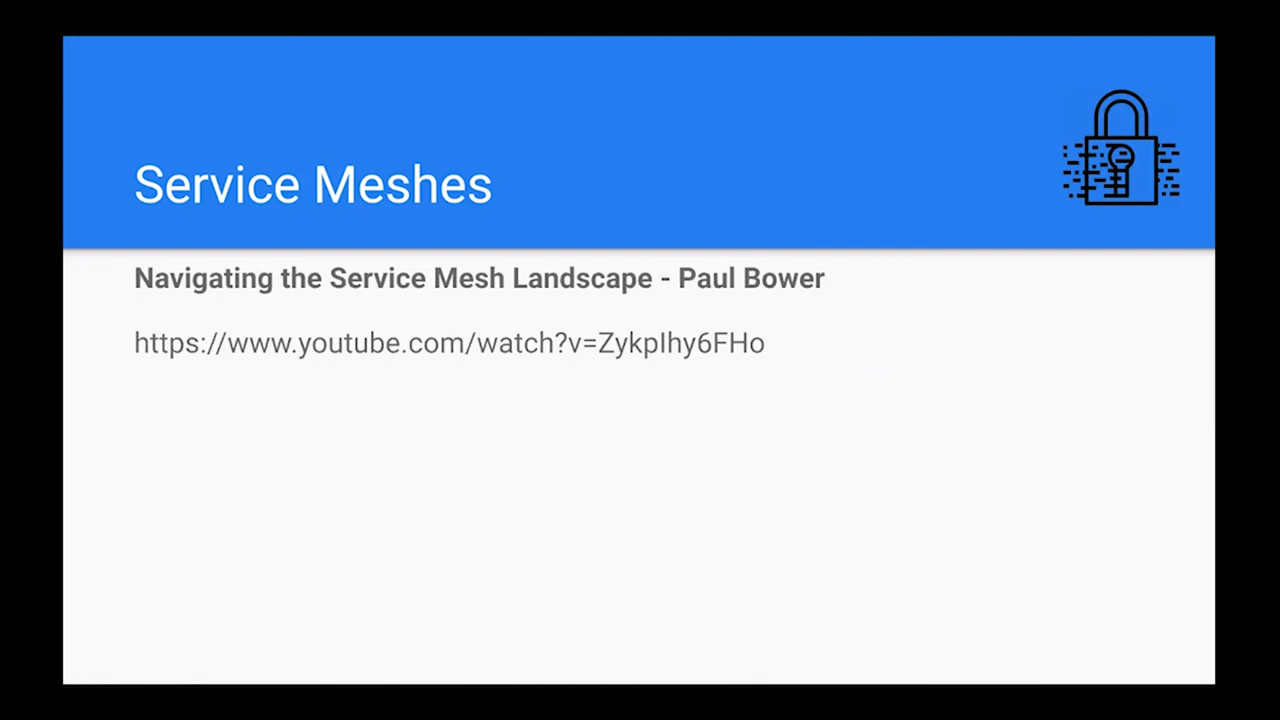 Service Meshes
Navigating the Service Mesh Landscape - Paul Bower
https://www.youtube.com/watch?v=ZykpIhy6FHo